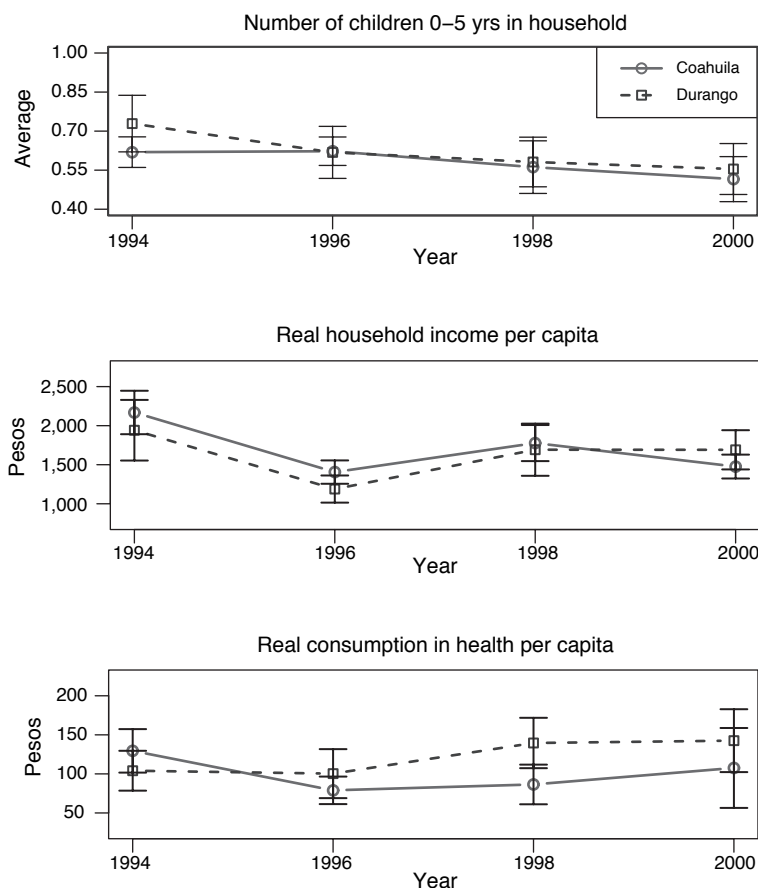 Number of children 0–5 yrs in household
1.00
0.85
0.70
0.55
0.40
Average
Coahuila
Durango
1994 1996 1998 2000
Year
Real household income per capita
2,500
2,000
1,500
1,000
Pesos
1994 1996 1998 2000
Year
Real consumption in health per capita
200
150
100
50
Pesos
1994 1996 1998 2000
Year